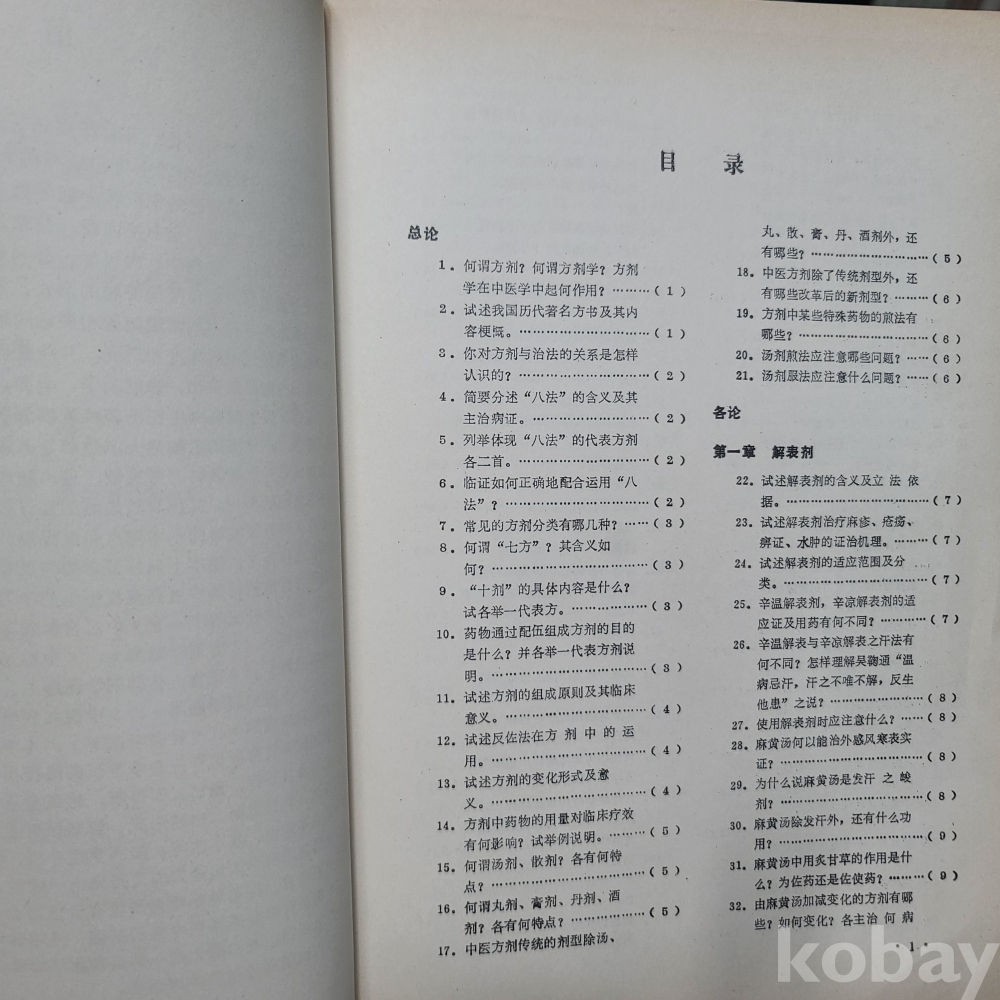 目 录
总论
1．何谓方剂？何谓方剂学？方剂
学在中医学中起何作用？………（1）
2．试述我国历代著名方书及其内
容梗慨。……………………（1）
3．你对方剂与治法的关系是怎样
认识的？……………………（2）
4．简要分述“八法”的含义及其
主治病证。…………………（2）
5．列举体现“八法”的代表方剂
各二首。……………………（2）
6．临证如何正确地配合运用“八
法”？………………………（2）
7．常见的方剂分类有哪几种？……（3）
8．何谓“七方”？其含义如
何？…………………………（3）
9．“十剂”的具体内容是什么？
试各举一代表方。………………（3）
10．药物通过配伍组成方剂的目的
是什么？并各举一代表方剂说
明。…………………………（3）
11．试述方剂的组成原则及其临床
意义。………………………（4）
12．试述反佐法在方 剂 中 的 运
用。…………………………（4）
13．试述方剂的变化形式及意
义。…………………………（4）
14．方剂中药物的用量对临床疗效
有何影响？试举例说明。………（5）
15．何谓汤剂、散剂？各有何特
点？…………………………（5）
16．何谓丸剂、膏剂、丹剂、酒
剂？各有何特点？………………（5）
17．中医方剂传统的剂型除汤、
丸、散、膏、丹、酒剂外，还
有哪些？……………………（5）
18．中医方剂除了传统剂型外，还
有哪些改革后的新剂型？………（6）
19．方剂中某些特殊药物的煎法有
哪些？………………………（6）
20．汤剂煎法应注意哪些问题？……（6）
21．汤剂服法应注意什么问题？……（6）
各论
第一章 解表剂
22．试述解表剂的含义及立 法 依
据。…………………………（7）
23．试述解表剂治疗麻疹、疮疡、
痹证、水肿的证治机理。………（7）
24．试述解表剂的适应范围及分
类。…………………………（7）
25．辛温解表剂，辛凉解表剂的适
应证及用药有何不同？…………（7）
26．辛温解表与辛凉解表之汗法有
何不同？怎样理解吴鞠通“温
病忌汗，汗之不唯不解，反生
他患”之说？…………………（8）
27．使用解表剂时应注意什么？……（8）
28．麻黄汤何以能治外感风寒表实
证？…………………………（8）
29．为什么说麻黄汤是发汗 之 峻
剂？…………………………（8）
30．麻黄汤除发汗外，还有什么功
用？…………………………（9）
31．麻黄汤中用炙甘草的作用是什
么？为佐药还是佐使药？………（9）
32．由麻黄汤加减变化的方剂有哪
些？如何变化？各主治 何 病
· 1 ·
kobay